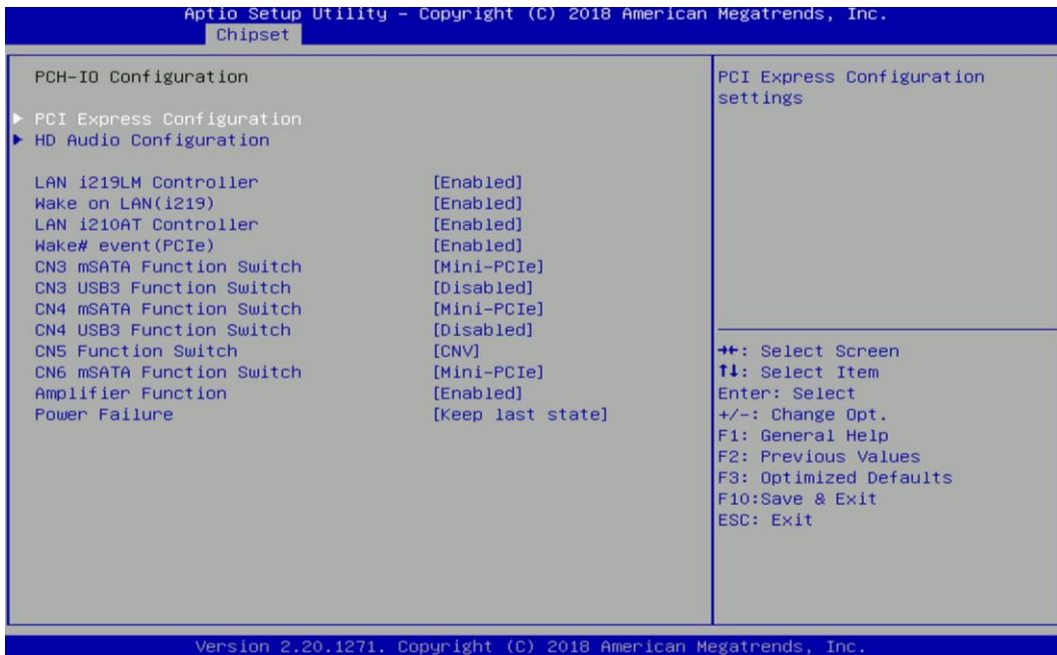 Aptio Setup Utility – Copyright (C) 2018 American Megatrends, Inc.
Chipset
PCH-IO Configuration
▶ PCI Express Configuration
▶ HD Audio Configuration
LAN i219LM Controller [Enabled]
Wake on LAN(i219) [Enabled]
LAN i210AT Controller [Enabled]
Wake# event(PCIe) [Enabled]
CN3 mSATA Function Switch [Mini-PCIe]
CN3 USB3 Function Switch [Disabled]
CN4 mSATA Function Switch [Mini-PCIe]
CN4 USB3 Function Switch [Disabled]
CN5 Function Switch [CNV]
CN6 mSATA Function Switch [Mini-PCIe]
Amplifier Function [Enabled]
Power Failure [Keep last state]
PCI Express Configuration
settings
→←: Select Screen
↑↓: Select Item
Enter: Select
+/-: Change Opt.
F1: General Help
F2: Previous Values
F3: Optimized Defaults
F10:Save & Exit
ESC: Exit
Version 2.20.1271. Copyright (C) 2018 American Megatrends, Inc.